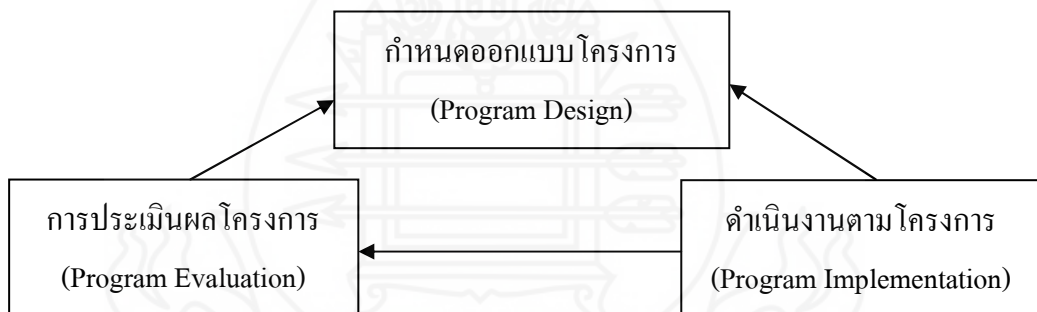 กำหนดออกแบบโครงการ
(Program Design)
การประเมินผลโครงการ
(Program Evaluation)
ดำเนินงานตามโครงการ
(Program Implementation)